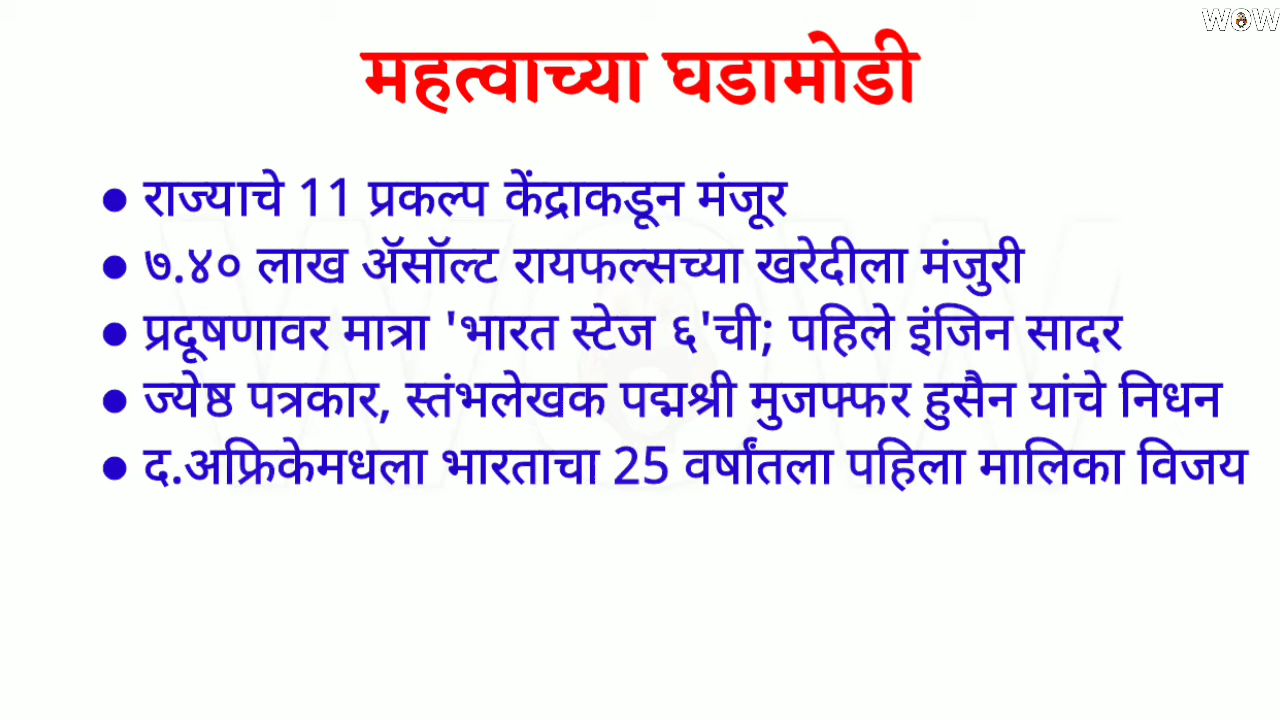 WOW
महत्वाच्या घडामोडी
• राज्याचे 11 प्रकल्प केंद्राकडून मंजूर
• ७.४० लाख ॲसॉल्ट रायफल्सच्या खरेदीला मंजुरी
• प्रदूषणावर मात्रा 'भारत स्टेज ६'ची; पहिले इंजिन सादर
• ज्येष्ठ पत्रकार, स्तंभलेखक पद्मश्री मुजफ्फर हुसैन यांचे निधन
• द.अफ्रिकेमधला भारताचा 25 वर्षांतला पहिला मालिका विजय